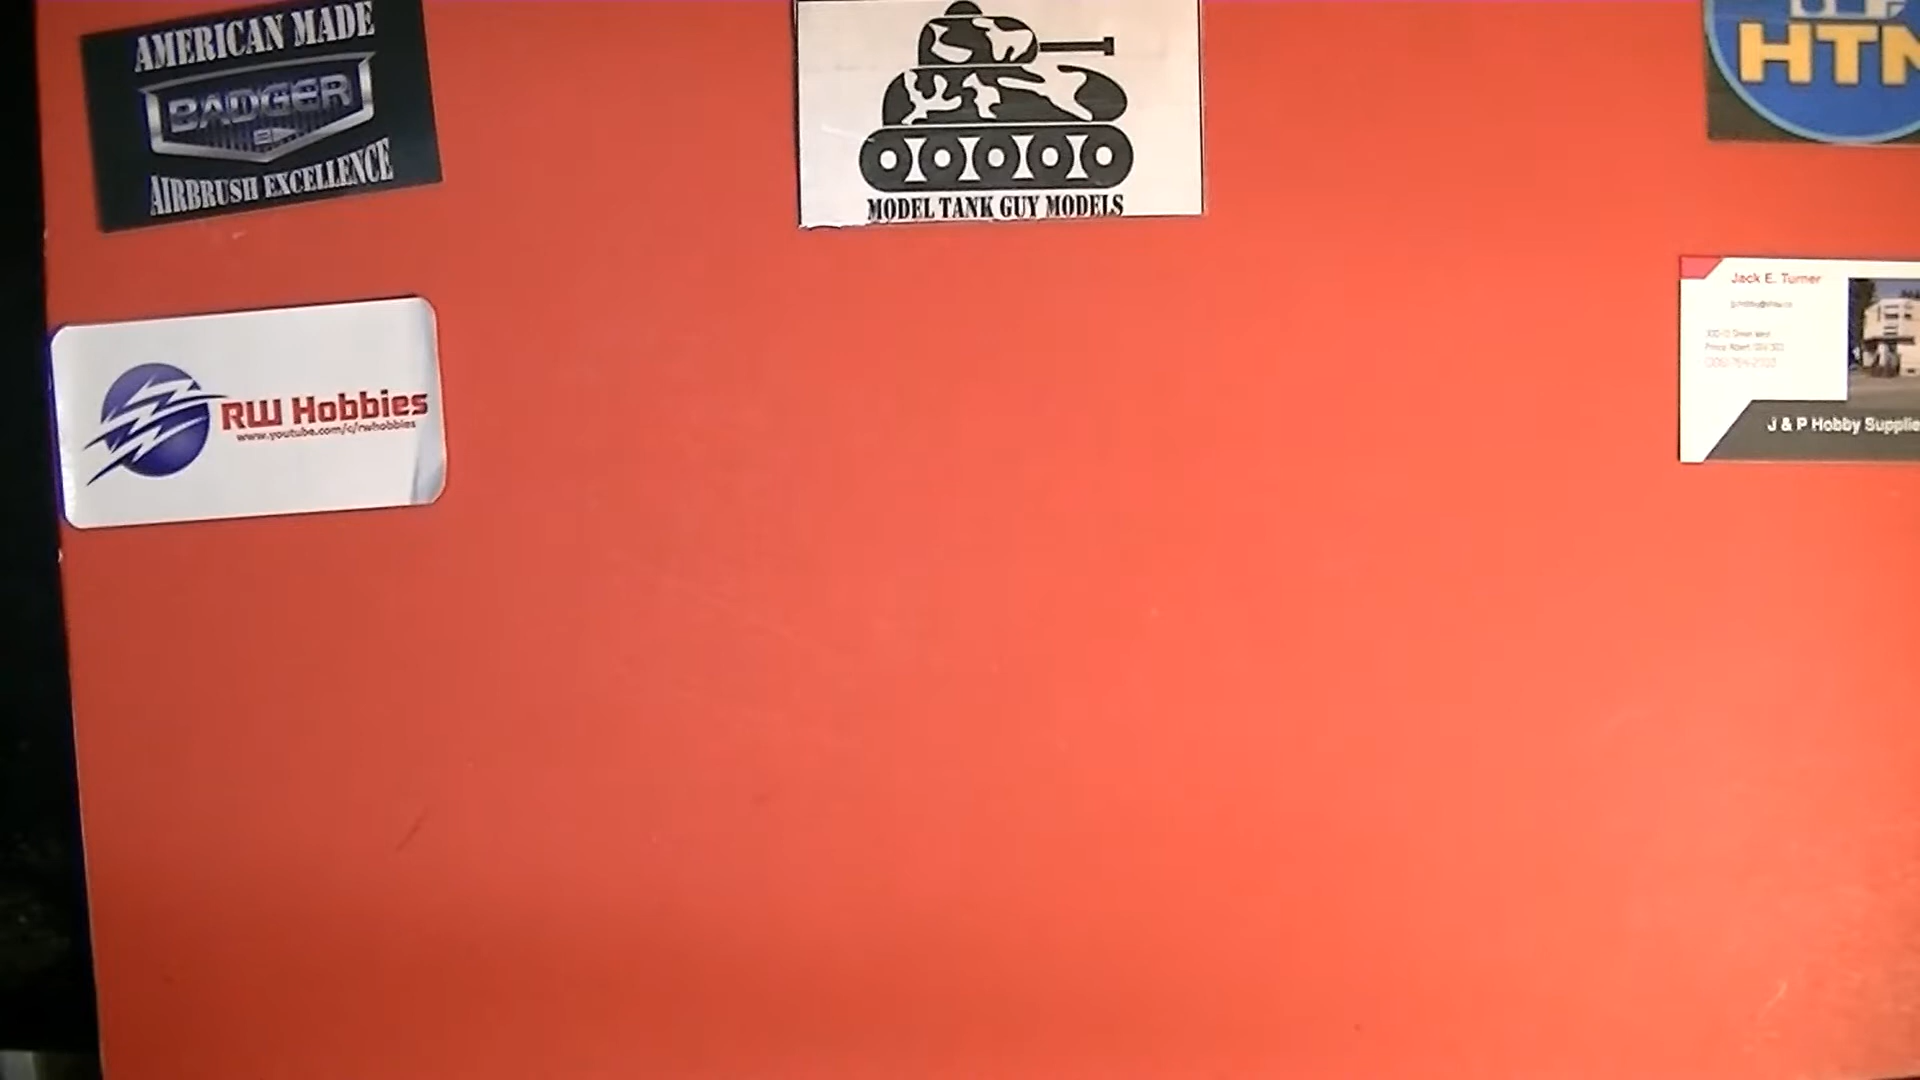 AMERICAN MADE
BADGER
AIRBRUSH EXCELLENCE
MODEL TANK GUY MODELS
HTM
RW Hobbies
www.youtube.com/c/rwhobbies
Jack E. Turner
J & P Hobby Supplie